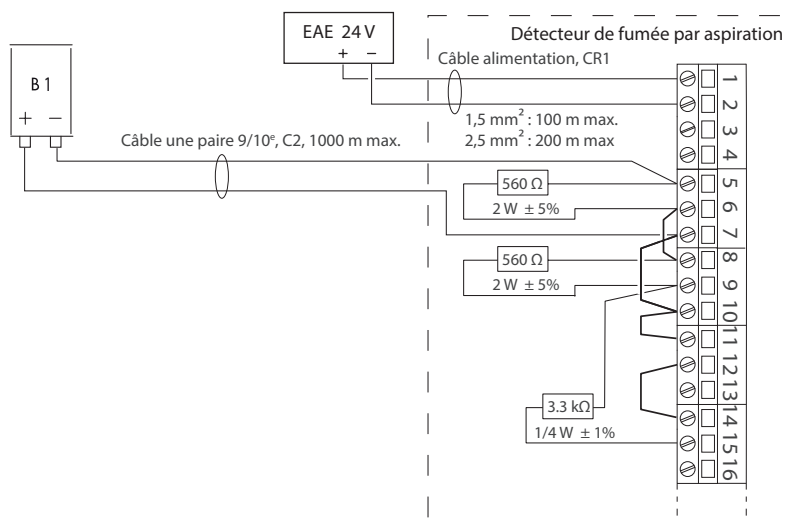 EAE 24 V
+ −
Détecteur de fumée par aspiration
Câble alimentation, CR1
B 1
+ −
1,5 mm² : 100 m max.
2,5 mm² : 200 m max
Câble une paire 9/10ᵉ, C2, 1000 m max.
560 Ω
2 W ± 5%
560 Ω
2 W ± 5%
3.3 kΩ
1/4 W ± 1%
1
2
3
4
5
6
7
8
9
10
11
12
13
14
15
16